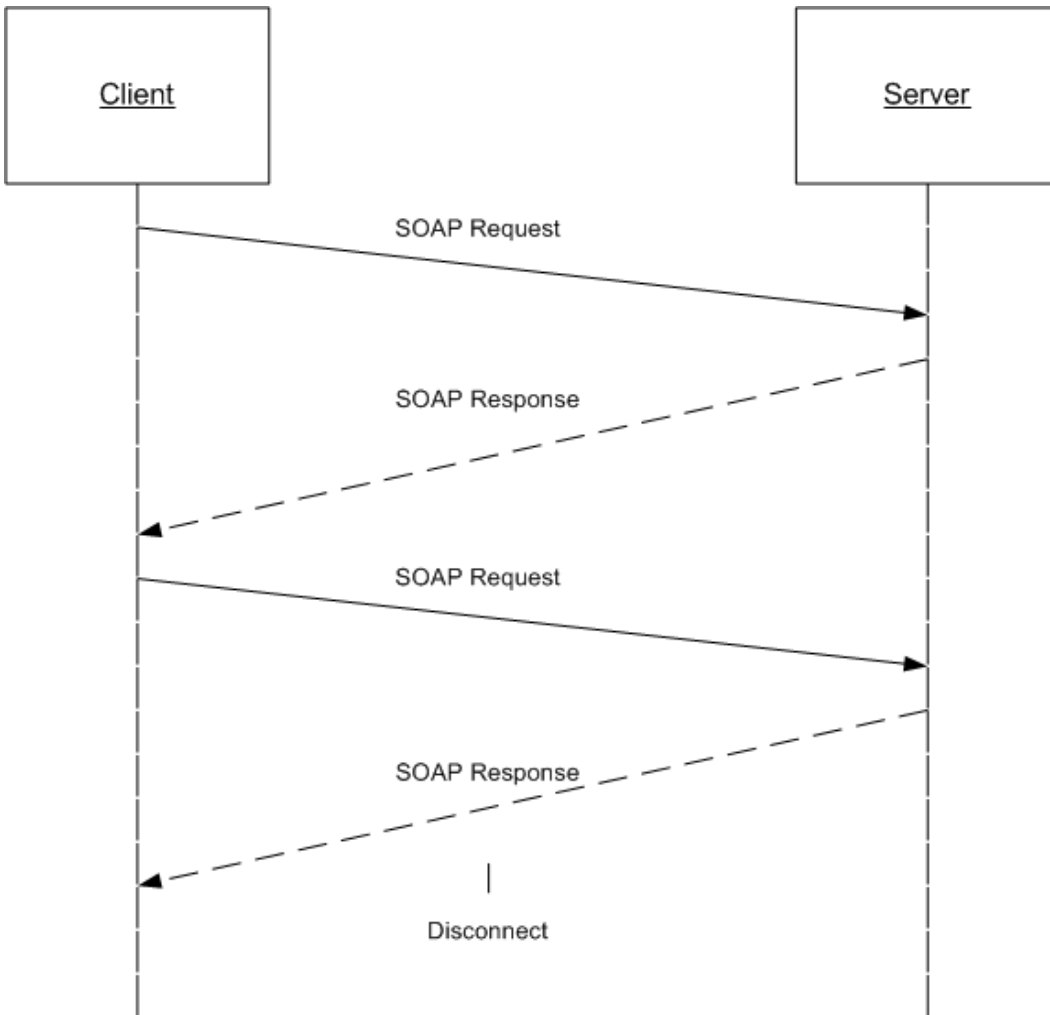 Client
Server
SOAP Request
SOAP Response
SOAP Request
SOAP Response
Disconnect